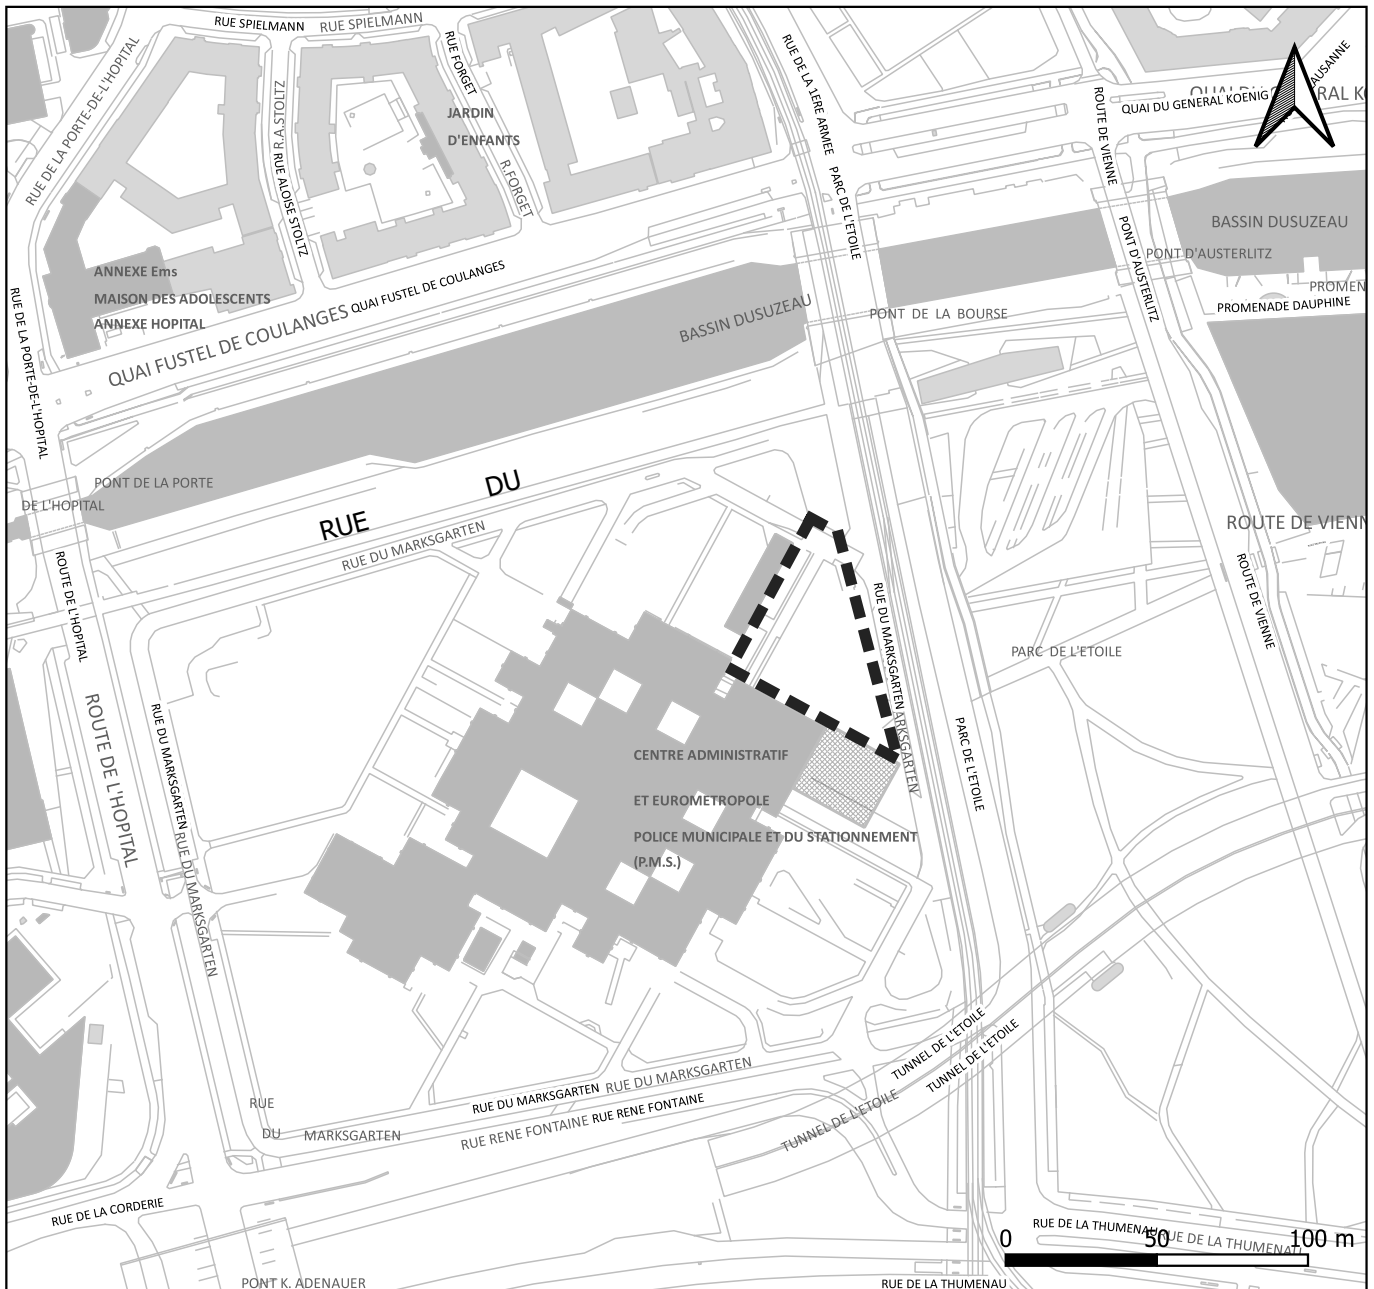 RUE SPIELMANN
RUE SPIELMANN
RUE DE LA PORTE-DE-L'HOPITAL
R.A.STOLTZ
RUE ALOISE STOLTZ
RUE FORGET
JARDIN
D'ENFANTS
R.FORGET
RUE DE LA 1ERE ARMEE
PARC DE L'ETOILE
ROUTE DE VIENNE
QUAI DU GENERAL KOENIG
AUSANNE
BASSIN DUSUZEAU
PONT D'AUSTERLITZ
PONT D'AUSTERLITZ
PROMEN
PROMENADE DAUPHINE
ANNEXE Ems
MAISON DES ADOLESCENTS
ANNEXE HOPITAL
QUAI FUSTEL DE COULANGES
QUAI FUSTEL DE COULANGES
RUE DE LA PORTE-DE-L'HOPITAL
BASSIN DUSUZEAU
PONT DE LA BOURSE
PONT DE LA PORTE
DE L'HOPITAL
RUE
DU
RUE DU MARKSGARTEN
ROUTE DE VIENN
ROUTE DE VIENNE
ROUTE DE L'HOPITAL
ROUTE DE L'HOPITAL
RUE DU MARKSGARTEN
RUE DU MARKSGARTEN
RUE DU MARKSGARTEN
ARKSGARTEN
PARC DE L'ETOILE
PARC DE L'ETOILE
CENTRE ADMINISTRATIF
ET EUROMETROPOLE
POLICE MUNICIPALE ET DU STATIONNEMENT
(P.M.S.)
TUNNEL DE L'ETOILE
TUNNEL DE L'ETOILE
TUNNEL DE L'ETOILE
RUE DU MARKSGARTEN
RUE DU MARKSGARTEN
RUE
DU MARKSGARTEN
RUE RENE FONTAINE
RUE RENE FONTAINE
RUE DE LA CORDERIE
PONT K. ADENAUER
RUE DE LA THUMENAU
RUE DE LA THUMENAU
RUE DE LA THUMENAU
0 50 100 m